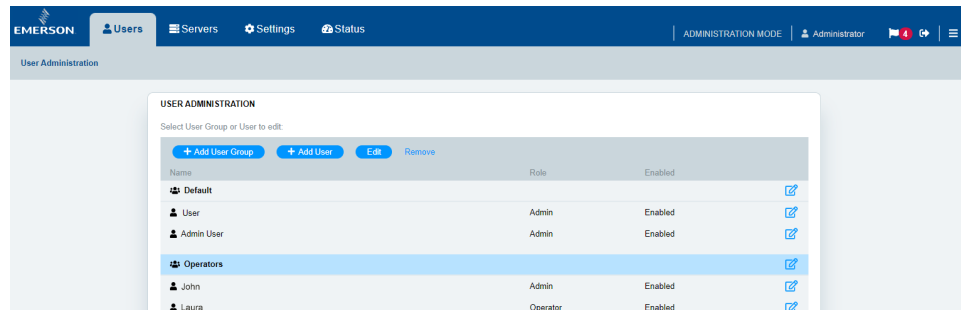 EMERSON Users Servers Settings Status ADMINISTRATION MODE Administrator 4
User Administration
USER ADMINISTRATION
Select User Group or User to edit:
+ Add User Group + Add User Edit Remove
Name Role Enabled
Default
User Admin Enabled
Admin User Admin Enabled
Operators
John Admin Enabled
Laura Operator Enabled